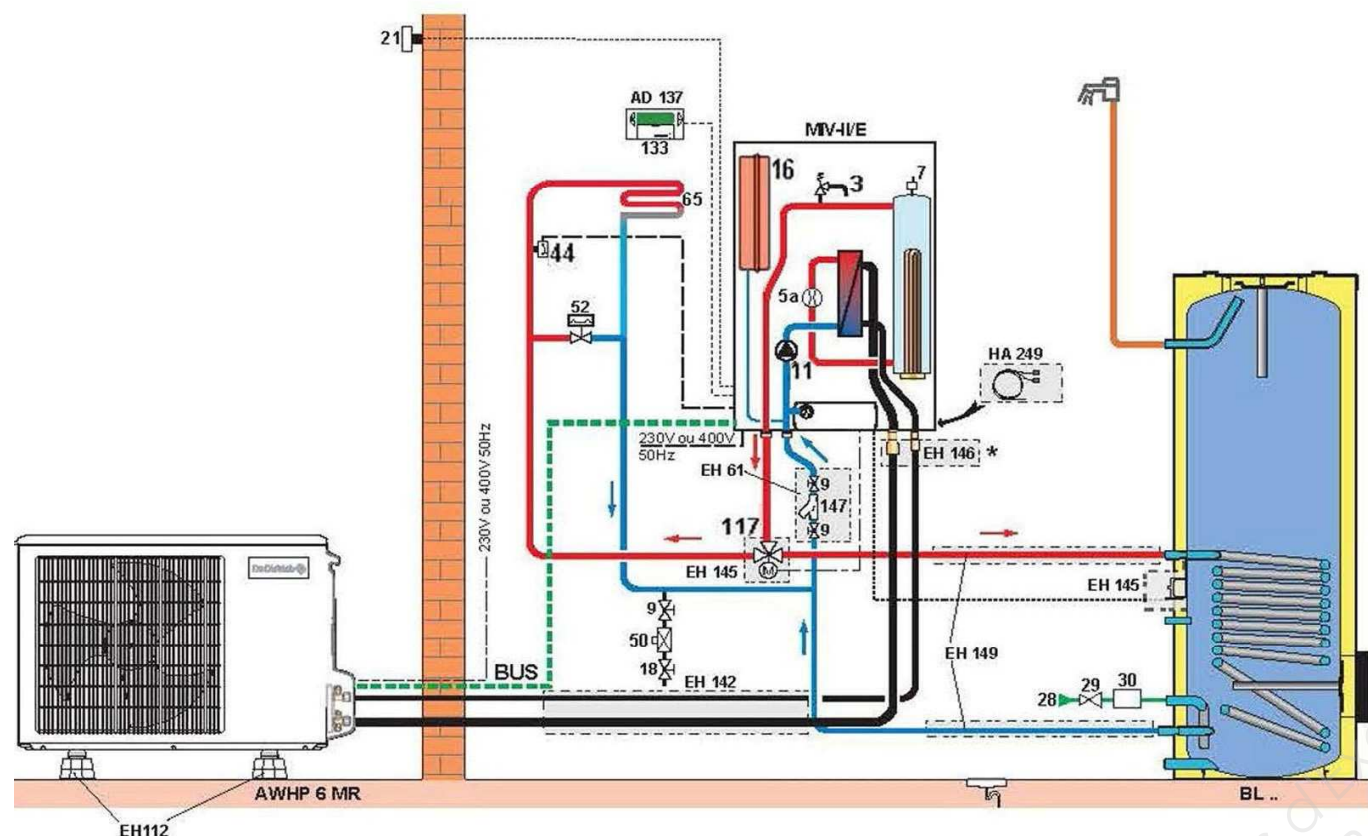 21
AD 137
133
MIV-II/E
16
3
7
65
44
5a
52
11
HA 249
230V ou 400V
50Hz
EH 146 *
EH 61
9
147
9
117
EH 145
EH 145
230V ou 400V 50Hz
De Dietrich
BUS
9
50
18
EH 142
EH 149
28
29
30
M
AWHP 6 MR
BL ..
EH112